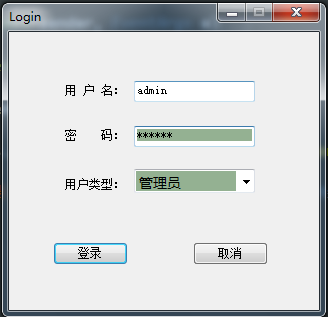 Login
用 户 名： admin
密 码： ******
用户类型： 管理员
登录 取消